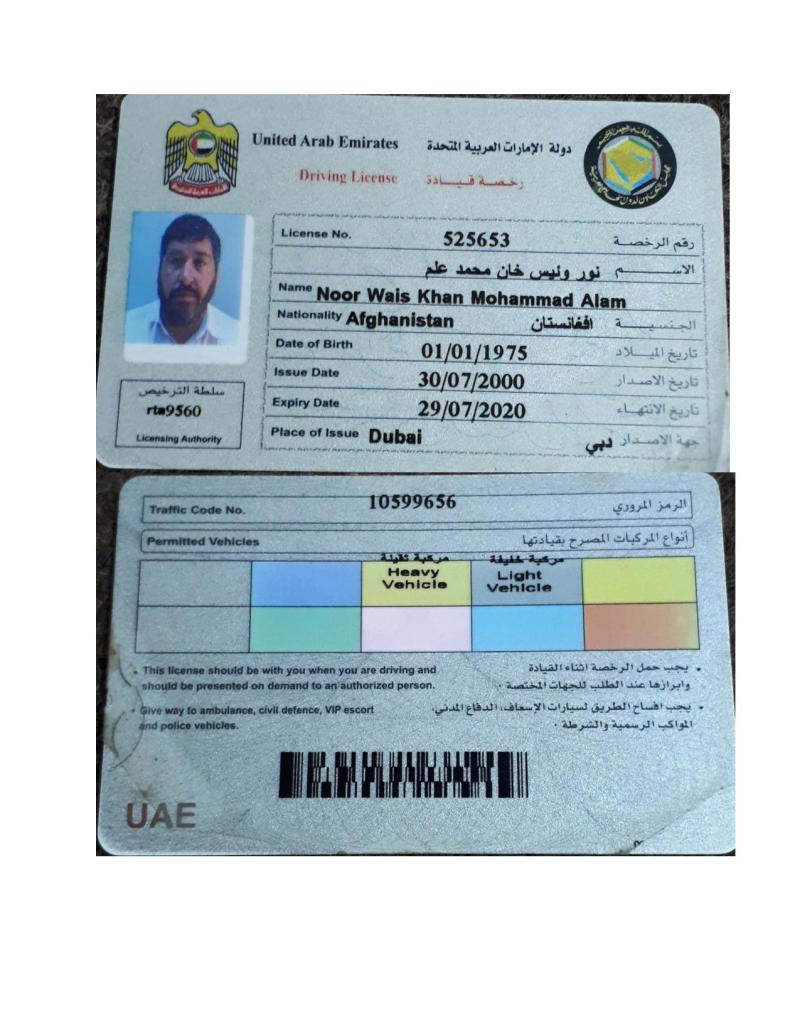 United Arab Emirates دولة الإمارات العربية المتحدة
Driving License رخصة قيادة
License No. 525653 رقم الرخصة
الاسم نور وليس خان محمد علم
Name Noor Wais Khan Mohammad Alam
Nationality Afghanistan افغانستان الجنسية
Date of Birth 01/01/1975 تاريخ الميلاد
Issue Date 30/07/2000 تاريخ الاصدار
Expiry Date 29/07/2020 تاريخ الانتهاء
Place of Issue Dubai دبي جهة الاصدار
سلطة الترخيص
rta9560
Licensing Authority
Traffic Code No. 10599656 الرمز المروري
Permitted Vehicles أنواع المركبات المصرح بقيادتها
مركبة ثقيلة مركبة خفيفة
Heavy Light
Vehicle Vehicle
• This license should be with you when you are driving and
should be presented on demand to an authorized person.
• يجب حمل الرخصة اثناء القيادة
وابرازها عند الطلب للجهات المختصة ٠
• Give way to ambulance, civil defence, VIP escort
and police vehicles.
• يجب افساح الطريق لسيارات الإسعاف، الدفاع المدني،
المواكب الرسمية والشرطة ٠
UAE